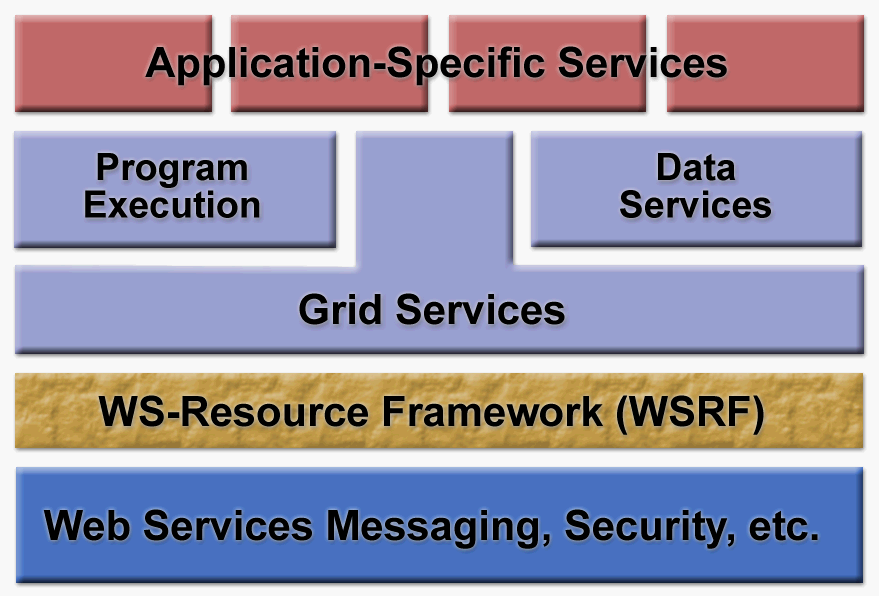 Application-Specific Services
Program
Execution
Data
Services
Grid Services
WS-Resource Framework (WSRF)
Web Services Messaging, Security, etc.